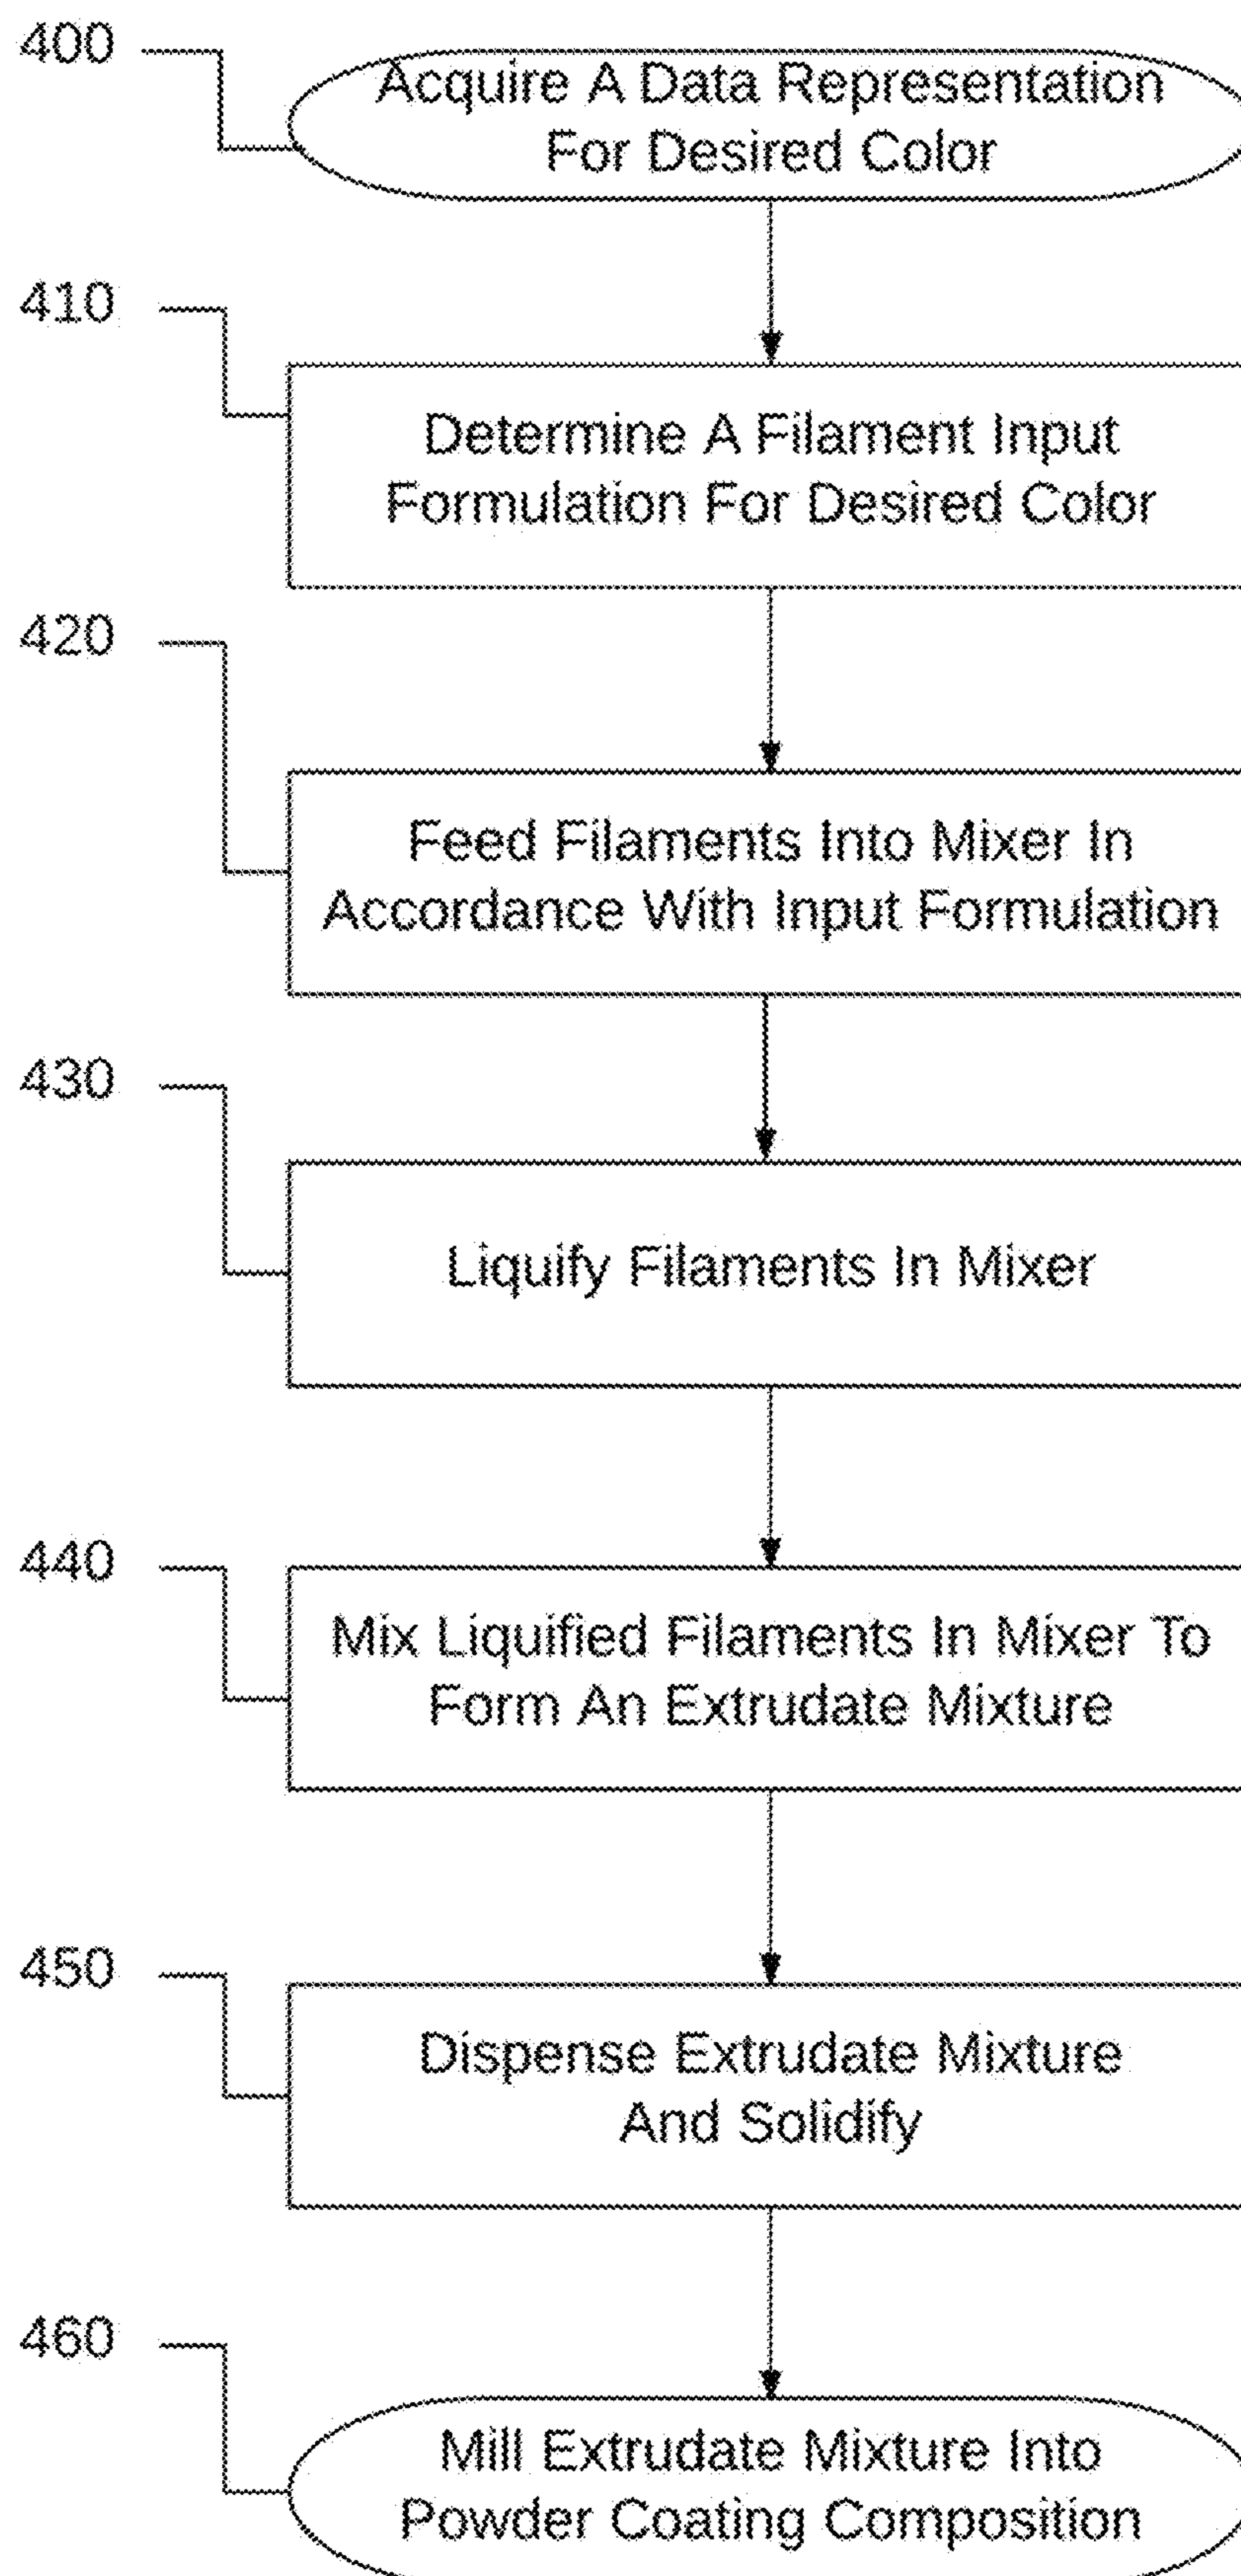 400
Acquire A Data Representation
For Desired Color
410
Determine A Filament Input
Formulation For Desired Color
420
Feed Filaments Into Mixer In
Accordance With Input Formulation
430
Liquify Filaments In Mixer
440
Mix Liquified Filaments In Mixer To
Form An Extrudate Mixture
450
Dispense Extrudate Mixture
And Solidify
460
Mill Extrudate Mixture Into
Powder Coating Composition